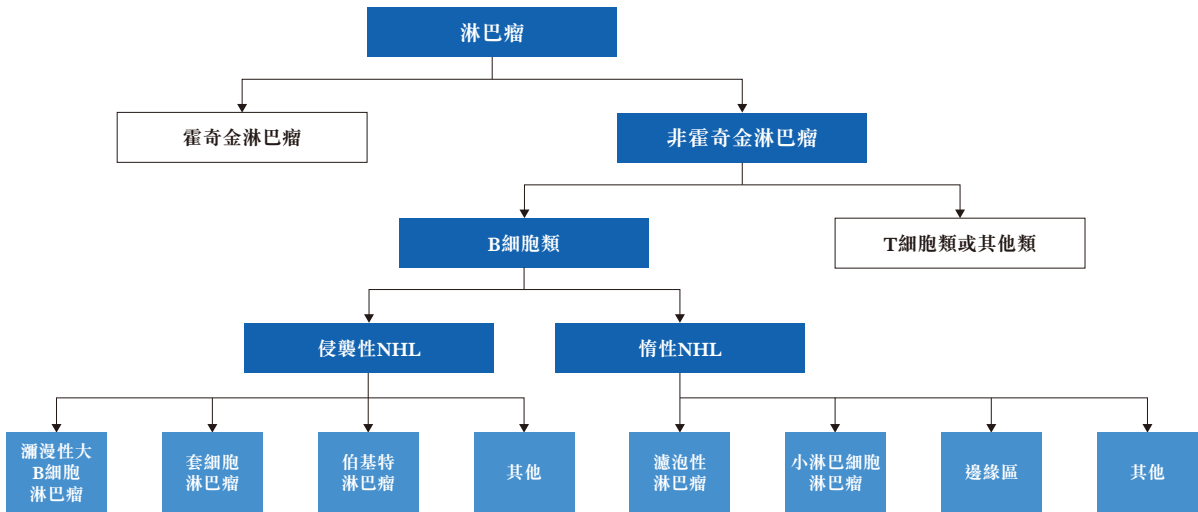 淋巴瘤
霍奇金淋巴瘤
非霍奇金淋巴瘤
B細胞類
T細胞類或其他類
侵襲性NHL
惰性NHL
瀰漫性大
B細胞
淋巴瘤
套細胞
淋巴瘤
伯基特
淋巴瘤
其他
濾泡性
淋巴瘤
小淋巴細胞
淋巴瘤
邊緣區
其他